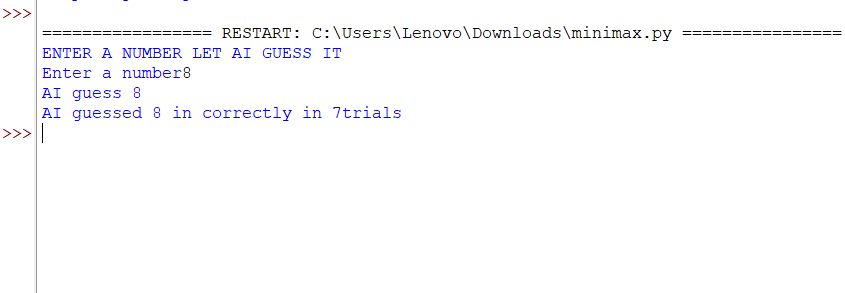 >>>
================= RESTART: C:\Users\Lenovo\Downloads\minimax.py ================
ENTER A NUMBER LET AI GUESS IT
Enter a number8
AI guess 8
AI guessed 8 in correctly in 7trials
>>>